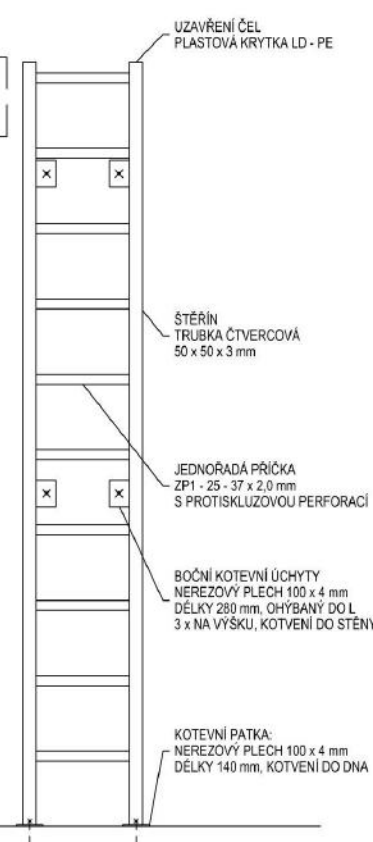 UZAVŘENÍ ČEL
PLASTOVÁ KRYTKA LD - PE
ŠTĚŘÍN
TRUBKA ČTVERCOVÁ
50 x 50 x 3 mm
JEDNOŘADÁ PŘÍČKA
ZP1 - 25 - 37 x 2,0 mm
S PROTISKLUZOVOU PERFORACÍ
BOČNÍ KOTEVNÍ ÚCHYTY
NEREZOVÝ PLECH 100 x 4 mm
DÉLKY 280 mm, OHÝBANÝ DO L
3 x NA VÝŠKU, KOTVENÍ DO STĚNY
KOTEVNÍ PATKA:
NEREZOVÝ PLECH 100 x 4 mm
DÉLKY 140 mm, KOTVENÍ DO DNA